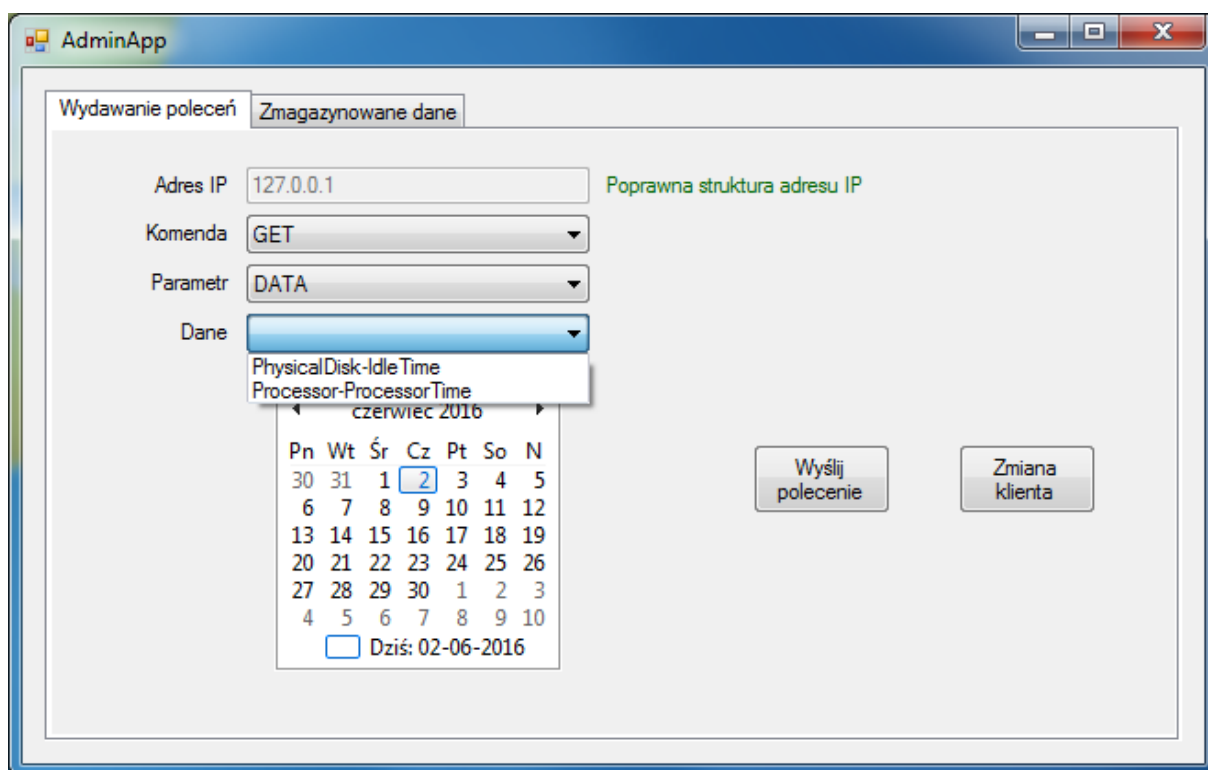 AdminApp
Wydawanie poleceń Zmagazynowane dane
Adres IP 127.0.0.1 Poprawna struktura adresu IP
Komenda GET
Parametr DATA
Dane
PhysicalDisk-IdleTime
Processor-ProcessorTime
czerwiec 2016
Pn Wt Śr Cz Pt So N
30 31 1 2 3 4 5
6 7 8 9 10 11 12
13 14 15 16 17 18 19
20 21 22 23 24 25 26
27 28 29 30 1 2 3
4 5 6 7 8 9 10
Dziś: 02-06-2016
Wyślij
polecenie
Zmiana
klienta